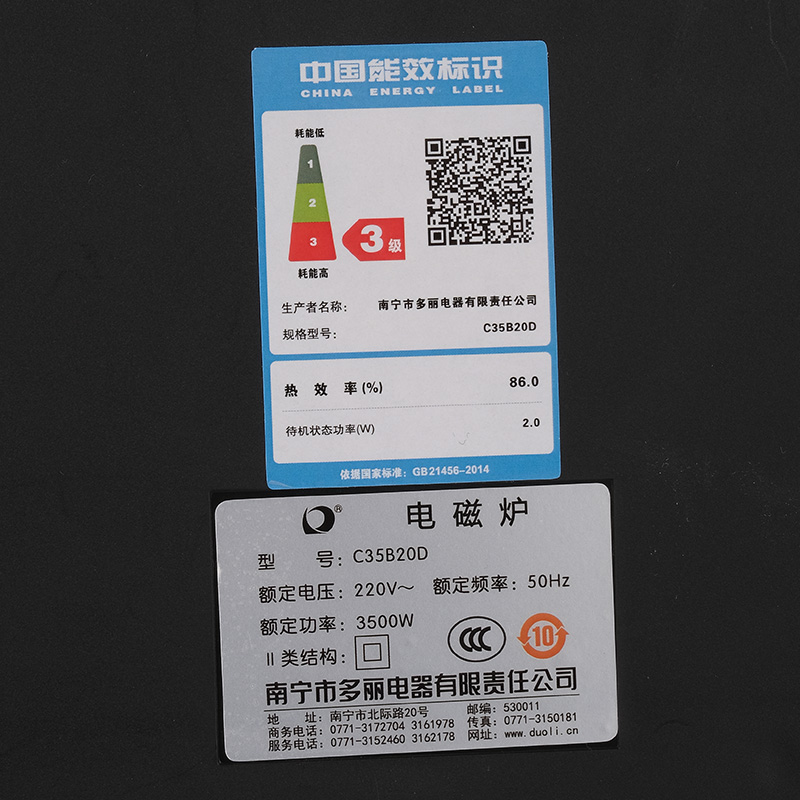 中国能效标识
CHINA ENERGY LABEL
耗能低
1
2
3
3级
耗能高
生产者名称: 南宁市多丽电器有限责任公司
规格型号: C35B20D
热效率(%) 86.0
待机状态功率(W) 2.0
依据国家标准: GB21456-2014
® 电磁炉
型号: C35B20D
额定电压: 220V~ 额定频率: 50Hz
额定功率: 3500W
II类结构:
CCC 10
南宁市多丽电器有限责任公司
地址: 南宁市北际路20号 邮编: 530011
商务电话: 0771-3172704 3161978 传真: 0771-3150181
服务电话: 0771-3152460 3162178 网址: www.duoli.cn